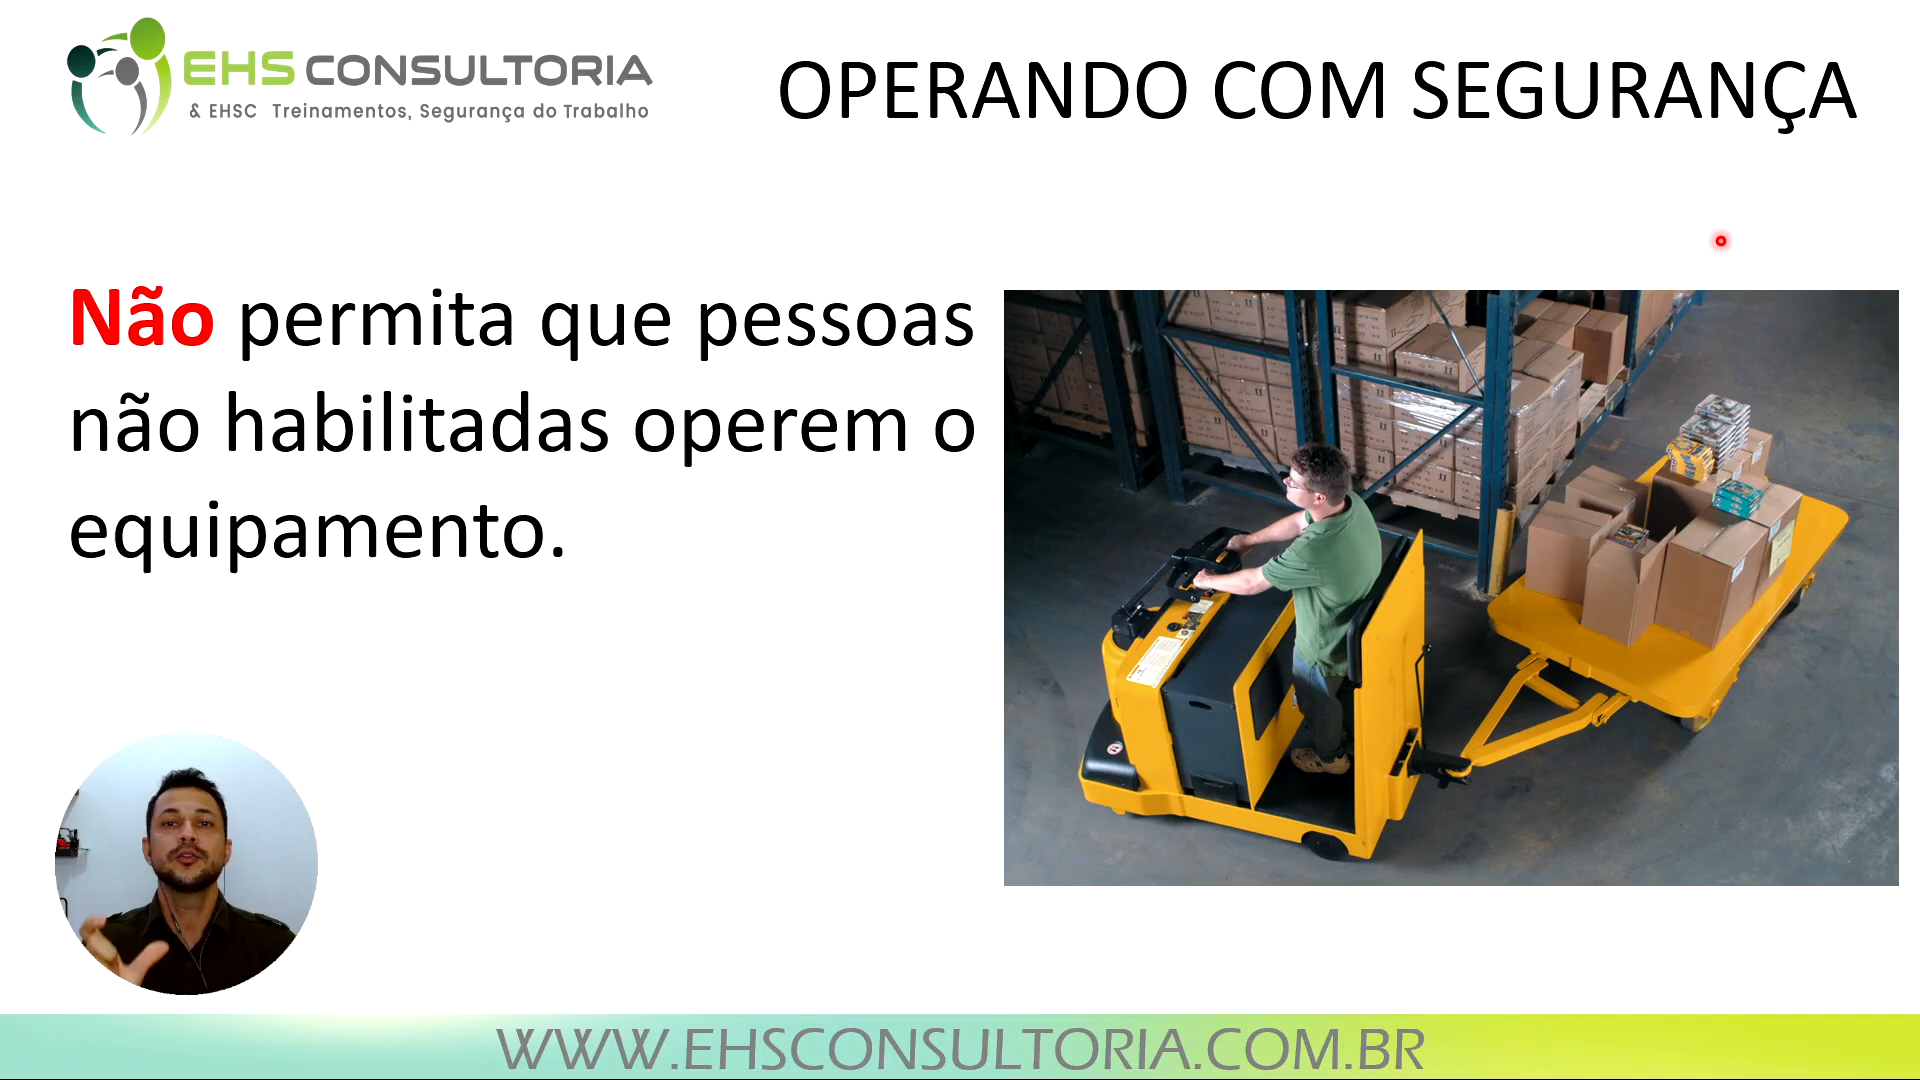 EHS CONSULTORIA
& EHSC Treinamentos, Segurança do Trabalho
OPERANDO COM SEGURANÇA
Não permita que pessoas
não habilitadas operem o
equipamento.
WWW.EHSCONSULTORIA.COM.BR